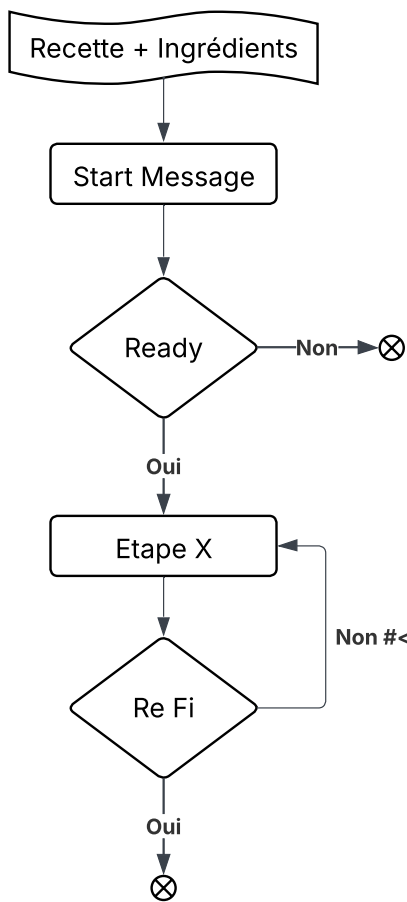 Recette + Ingrédients
Start Message
Ready
Non
Oui
Etape X
Non #<
Re Fi
Oui